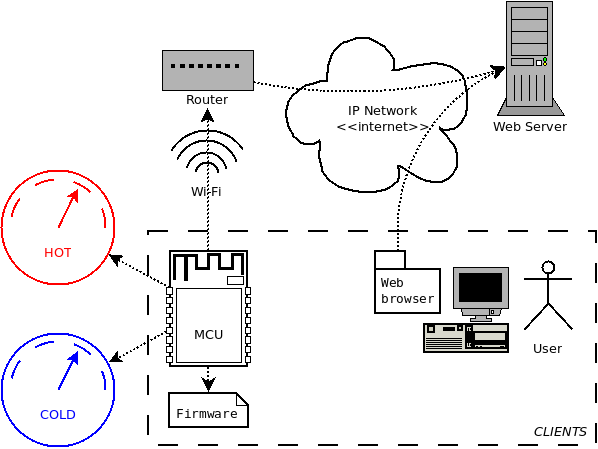 Router
IP Network
<<internet>>
Web Server
Wi-Fi
HOT
MCU
Web
browser
User
COLD
Firmware
CLIENTS